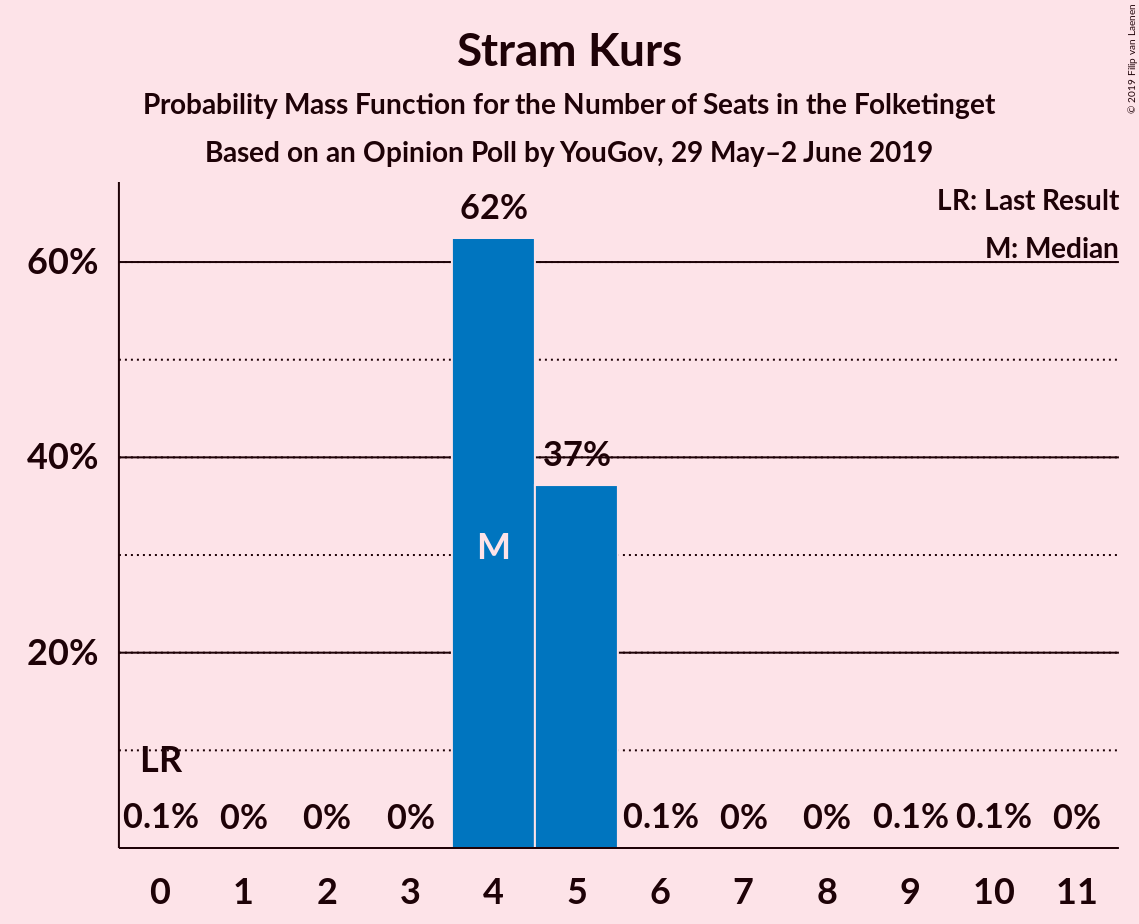 Stram Kurs
Probability Mass Function for the Number of Seats in the Folketinget
Based on an Opinion Poll by YouGov, 29 May–2 June 2019
© 2019 Filip van Laenen
LR: Last Result
M: Median
62%
60%
37%
40%
M
20%
LR
0.1% 0% 0% 0% 0.1% 0% 0% 0.1% 0.1% 0%
0 1 2 3 4 5 6 7 8 9 10 11